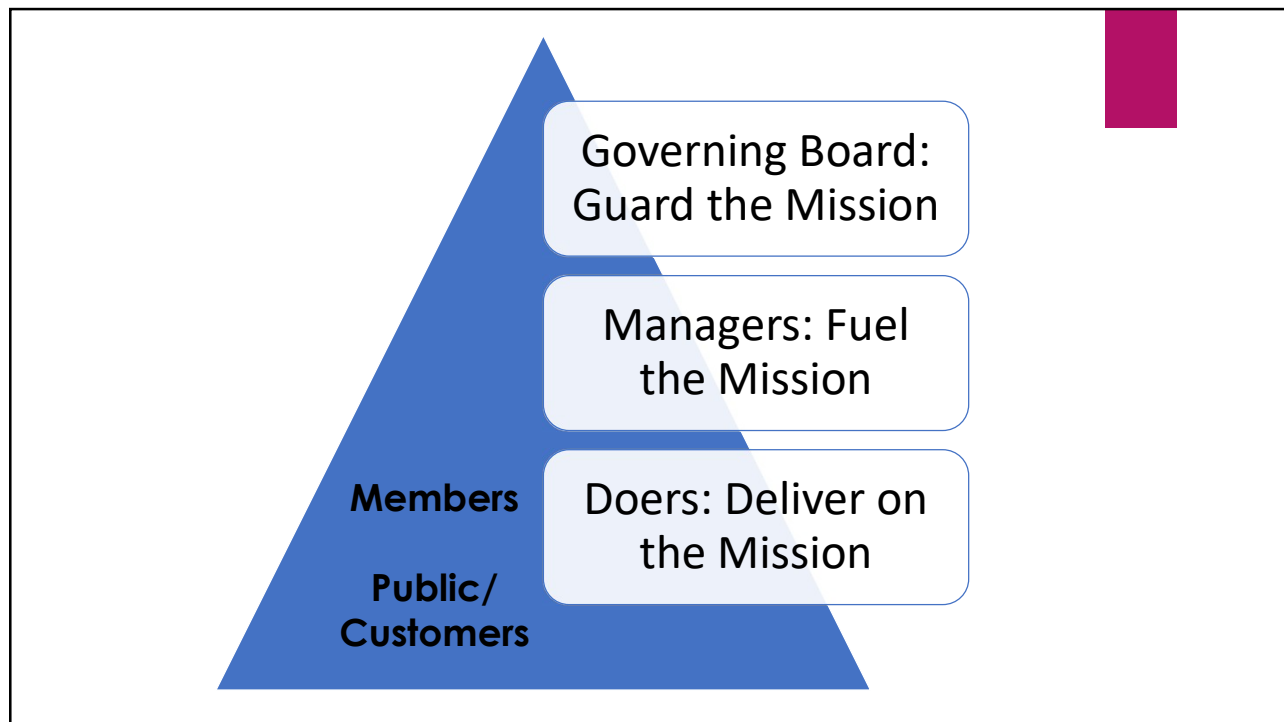 Governing Board:
Guard the Mission
Managers: Fuel
the Mission
Members
Doers: Deliver on
the Mission
Public/
Customers